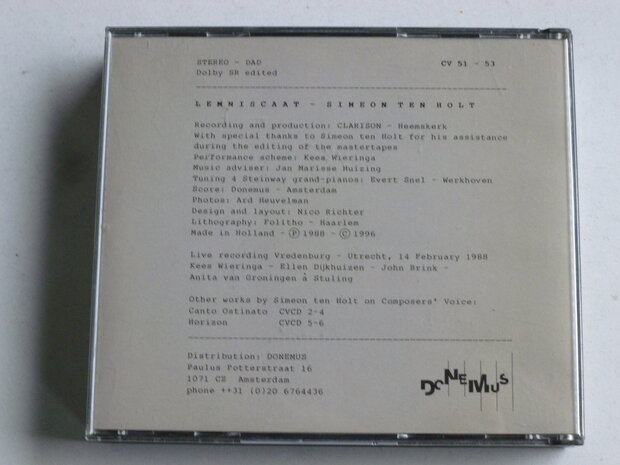 STEREO - DAD CV 51 - 53
Dolby SR edited
LEMNISCAAT - SIMEON TEN HOLT
Recording and production: CLARISON - Heemskerk
With special thanks to Simeon ten Holt for his assistance
during the editing of the mastertapes
Performance scheme: Kees Wieringa
Music adviser: Jan Marisse Huizing
Tuning 4 Steinway grand-pianos: Evert Snel - Werkhoven
Score: Donemus - Amsterdam
Photos: Ard Heuvelman
Design and layout: Nico Richter
Lithography: Folitho - Haarlem
Made in Holland - Ⓟ 1988 - © 1996
Live recording Vredenburg - Utrecht, 14 February 1988
Kees Wieringa - Ellen Dijkhuizen - John Brink -
Anita van Groningen à Stuling
Other works by Simeon ten Holt on Composers' Voice:
Canto Ostinato CVCD 2-4
Horizon CVCD 5-6
Distribution: DONEMUS
Paulus Potterstraat 16
1071 CZ Amsterdam
phone ++31 (0)20 6764436
DONEMUS